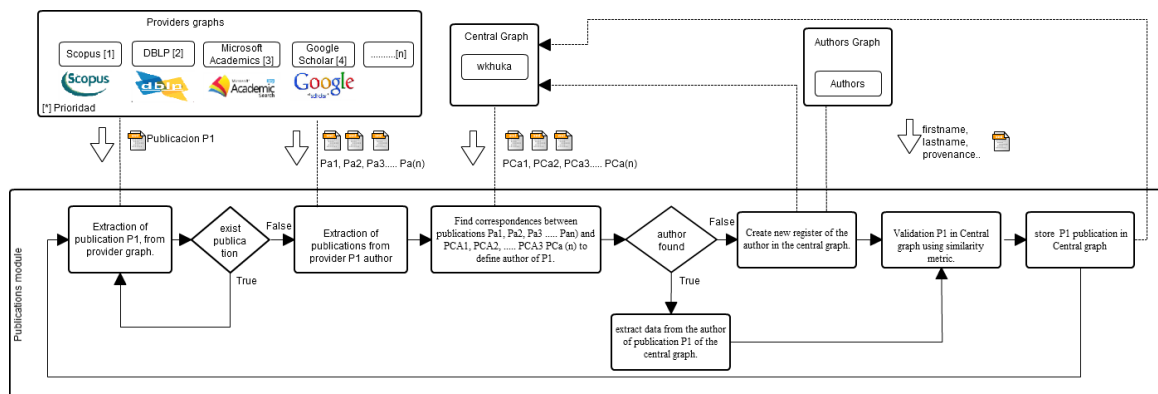 Providers graphs
Scopus [1]
DBLP [2]
Microsoft
Academics [3]
Google
Scholar [4]
..........[n]
Scopus
dblp
Academic
Search
Google
[*] Prioridad
Central Graph
wkhuka
Authors Graph
Authors
Publicacion P1
Pa1, Pa2, Pa3..... Pa(n)
PCa1, PCa2, PCa3..... PCa(n)
firstname,
lastname,
provenance..
Publications module
Extraction of
publication P1, from
provider graph.
exist
publica
tion
False
True
Extraction of
publications from
provider P1 author
Find correspondences between
publications Pa1, Pa2, Pa3 ..... Pan) and
PCA1, PCA2, ..... PCA3 PCa (n) to
define author of P1.
author
found
False
True
Create new register of the
author in the central graph.
extract data from the author
of publication P1 of the
central graph.
Validation P1 in Central
graph using similarity
metric.
store P1 publication in
Central graph